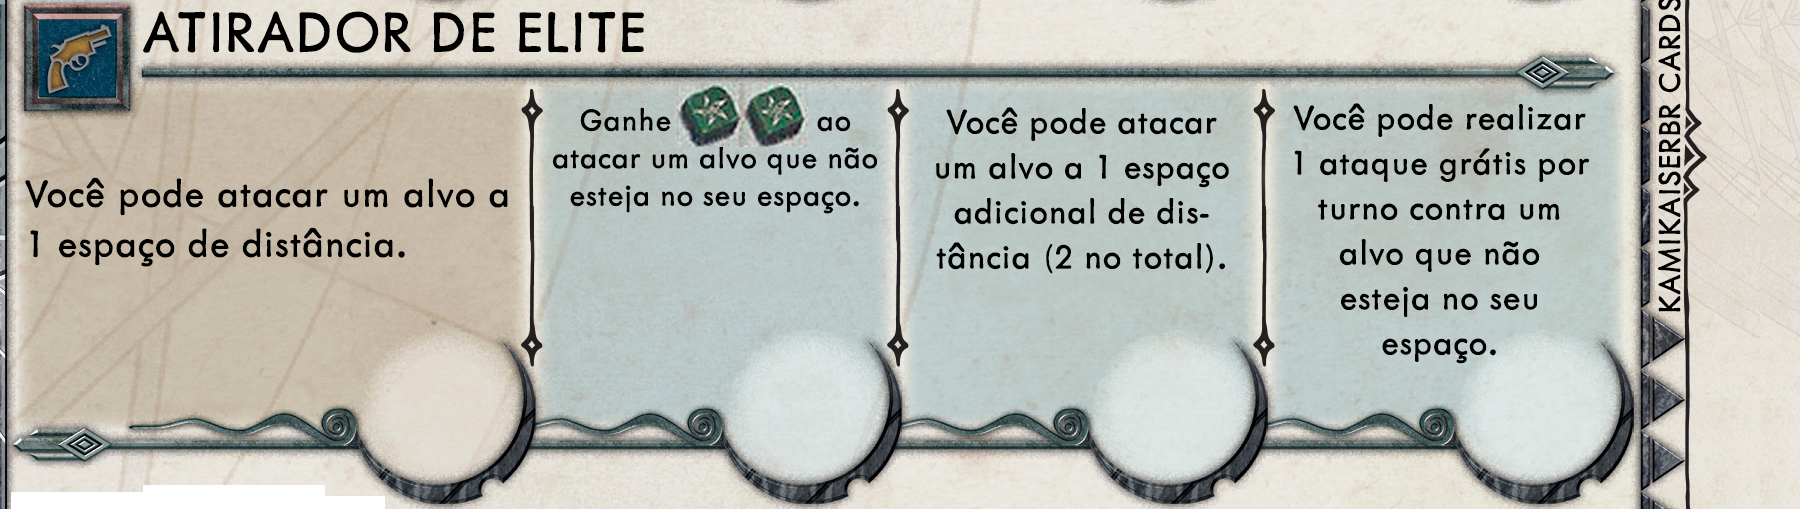 ATIRADOR DE ELITE
Você pode atacar um alvo a
1 espaço de distância.
Ganhe ao
atacar um alvo que não
esteja no seu espaço.
Você pode atacar
um alvo a 1 espaço
adicional de dis-
tância (2 no total).
Você pode realizar
1 ataque grátis por
turno contra um
alvo que não
esteja no seu
espaço.
KAMIKAISERBR CARDS